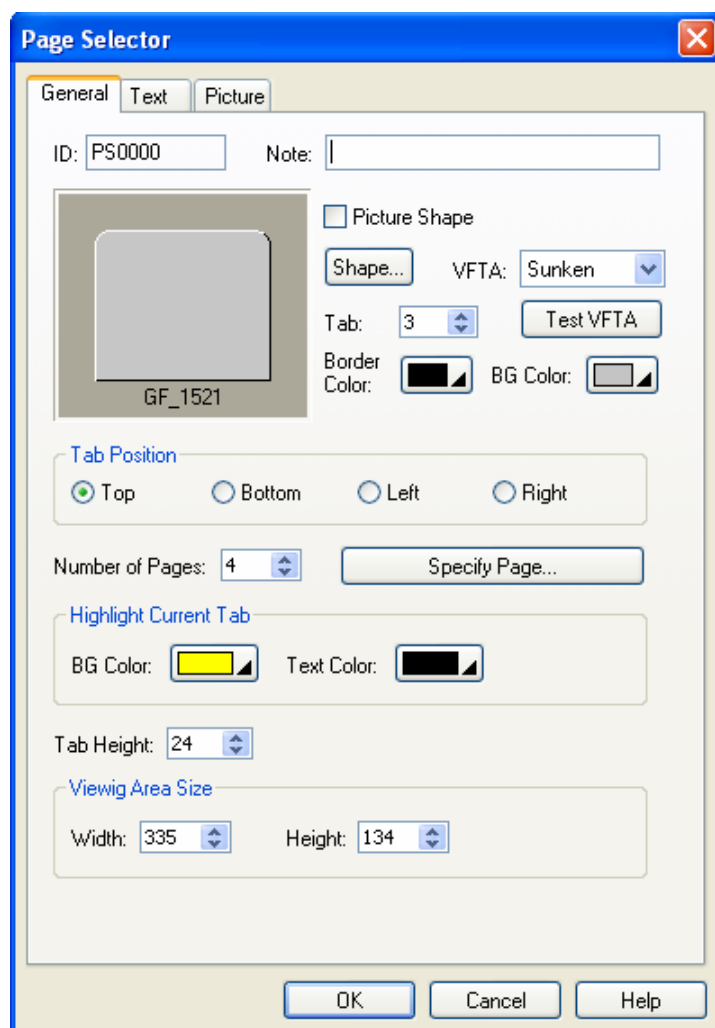 Page Selector
General Text Picture
ID: PS0000 Note:
Picture Shape
Shape... VFTA: Sunken
Tab: 3 Test VFTA
Border
Color: BG Color:
GF_1521
Tab Position
Top Bottom Left Right
Number of Pages: 4 Specify Page...
Highlight Current Tab
BG Color: Text Color:
Tab Height: 24
Viewig Area Size
Width: 335 Height: 134
OK Cancel Help